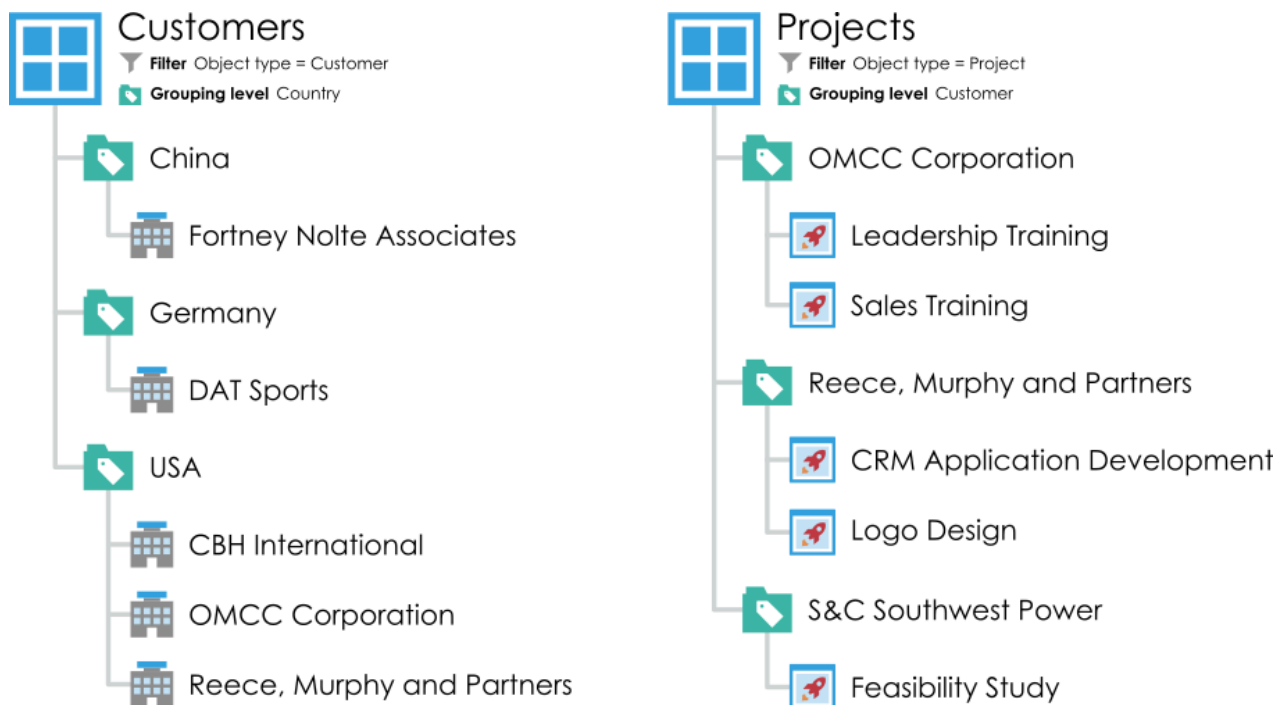 Customers
Filter Object type = Customer
Grouping level Country
China
Fortney Nolte Associates
Germany
DAT Sports
USA
CBH International
OMCC Corporation
Reece, Murphy and Partners
Projects
Filter Object type = Project
Grouping level Customer
OMCC Corporation
Leadership Training
Sales Training
Reece, Murphy and Partners
CRM Application Development
Logo Design
S&C Southwest Power
Feasibility Study